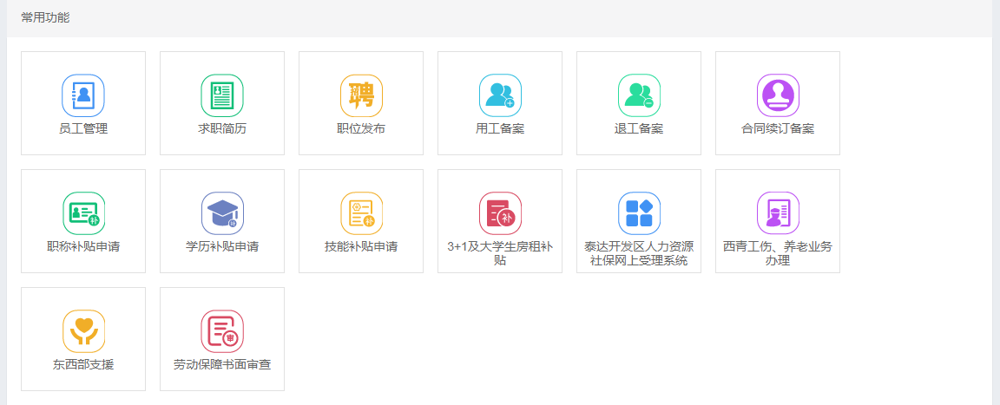 常用功能
聘
员工管理
求职简历
职位发布
用工备案
退工备案
合同续订备案
补
补
补
补
职称补贴申请
学历补贴申请
技能补贴申请
3+1及大学生房租补
贴
泰达开发区人力资源
社保网上受理系统
西青工伤、养老业务
办理
审
东西部支援
劳动保障书面审查